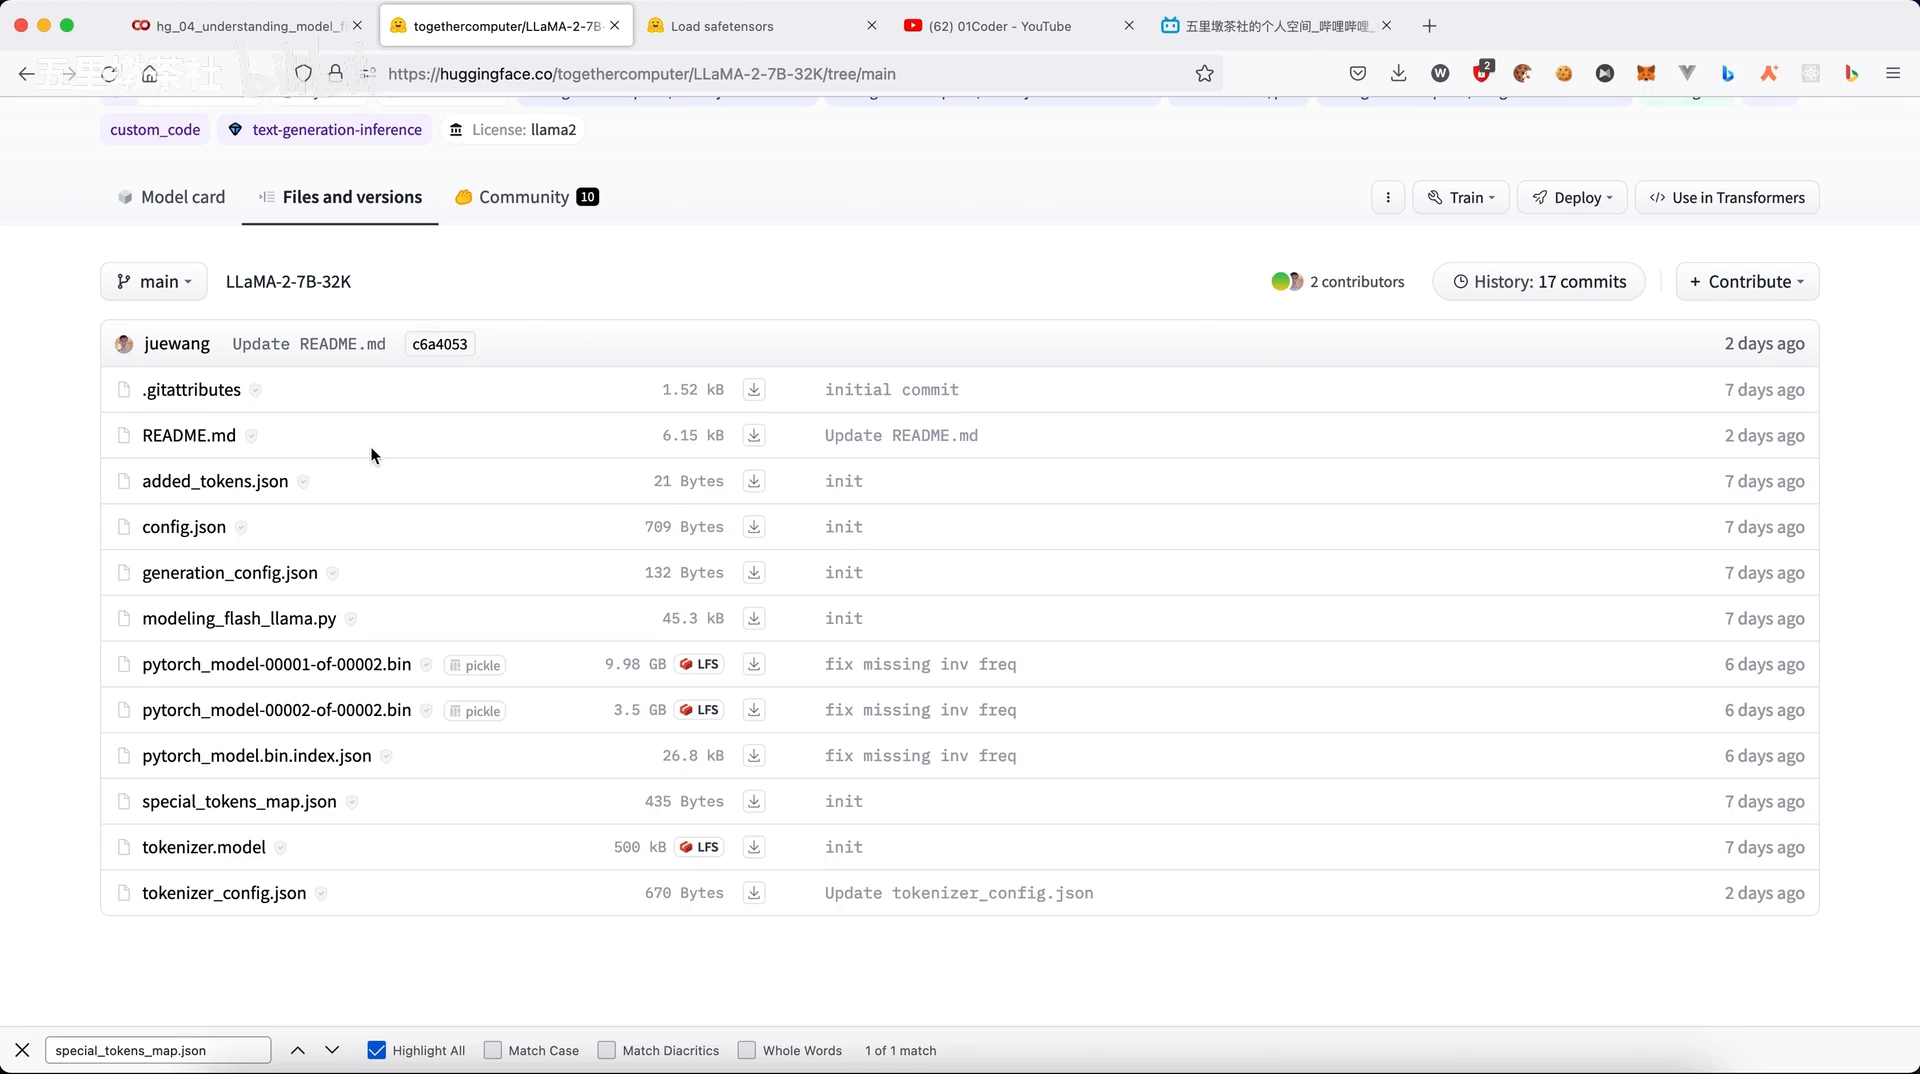 hg_04_understanding_model_fi
togethercomputer/LLaMA-2-7B-
Load safetensors
(62) 01Coder - YouTube
五里墩茶社的个人空间_哔哩哔哩_
五里墩茶社 bilibili
https://huggingface.co/togethercomputer/LLaMA-2-7B-32K/tree/main
2
custom_code text-generation-inference License: llama2
Model card Files and versions Community 10 Train Deploy Use in Transformers
main LLaMA-2-7B-32K 2 contributors History: 17 commits + Contribute
juewang Update README.md c6a4053 2 days ago
.gitattributes 1.52 kB initial commit 7 days ago
README.md 6.15 kB Update README.md 2 days ago
added_tokens.json 21 Bytes init 7 days ago
config.json 709 Bytes init 7 days ago
generation_config.json 132 Bytes init 7 days ago
modeling_flash_llama.py 45.3 kB init 7 days ago
pytorch_model-00001-of-00002.bin pickle 9.98 GB LFS fix missing inv freq 6 days ago
pytorch_model-00002-of-00002.bin pickle 3.5 GB LFS fix missing inv freq 6 days ago
pytorch_model.bin.index.json 26.8 kB fix missing inv freq 6 days ago
special_tokens_map.json 435 Bytes init 7 days ago
tokenizer.model 500 kB LFS init 7 days ago
tokenizer_config.json 670 Bytes Update tokenizer_config.json 2 days ago
special_tokens_map.json Highlight All Match Case Match Diacritics Whole Words 1 of 1 match